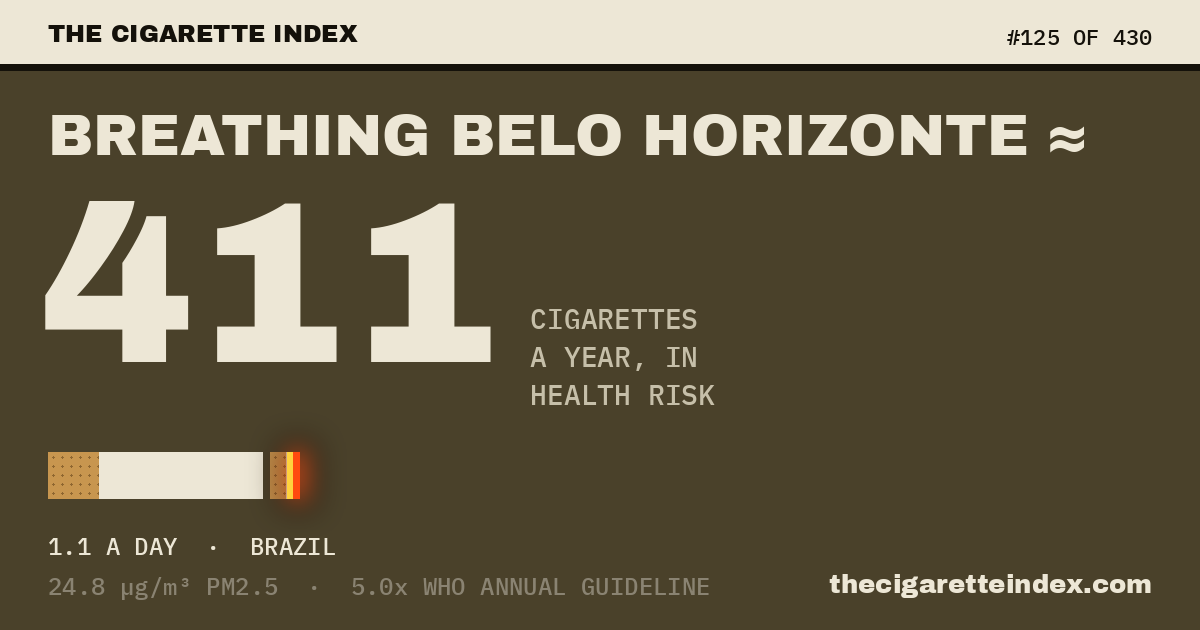 THE CIGARETTE INDEX
#125 OF 430
BREATHING BELO HORIZONTE ≈
411
CIGARETTES
A YEAR, IN
HEALTH RISK
1.1 A DAY · BRAZIL
24.8 µg/m³ PM2.5 · 5.0x WHO ANNUAL GUIDELINE
thecigaretteindex.com